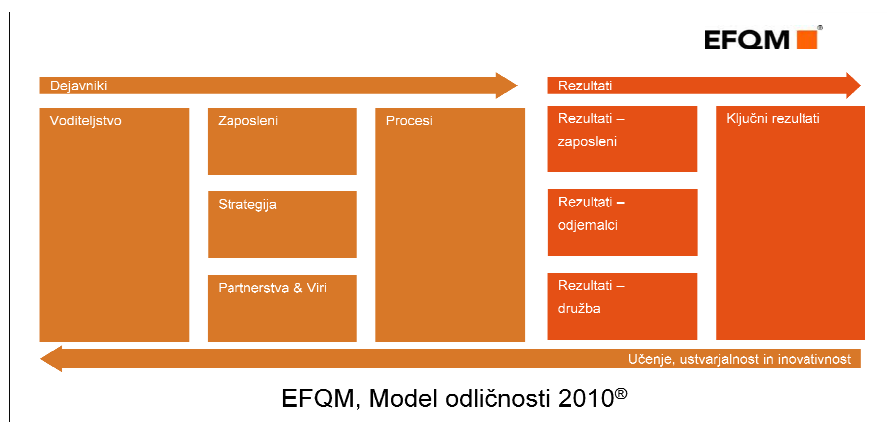 EFQM ®
Dejavniki
Rezultati
Voditeljstvo
Zaposleni
Strategija
Partnerstva & Viri
Procesi
Rezultati –
zaposleni
Rezultati –
odjemalci
Rezultati –
družba
Ključni rezultati
Učenje, ustvarjalnost in inovativnost
EFQM, Model odličnosti 2010®